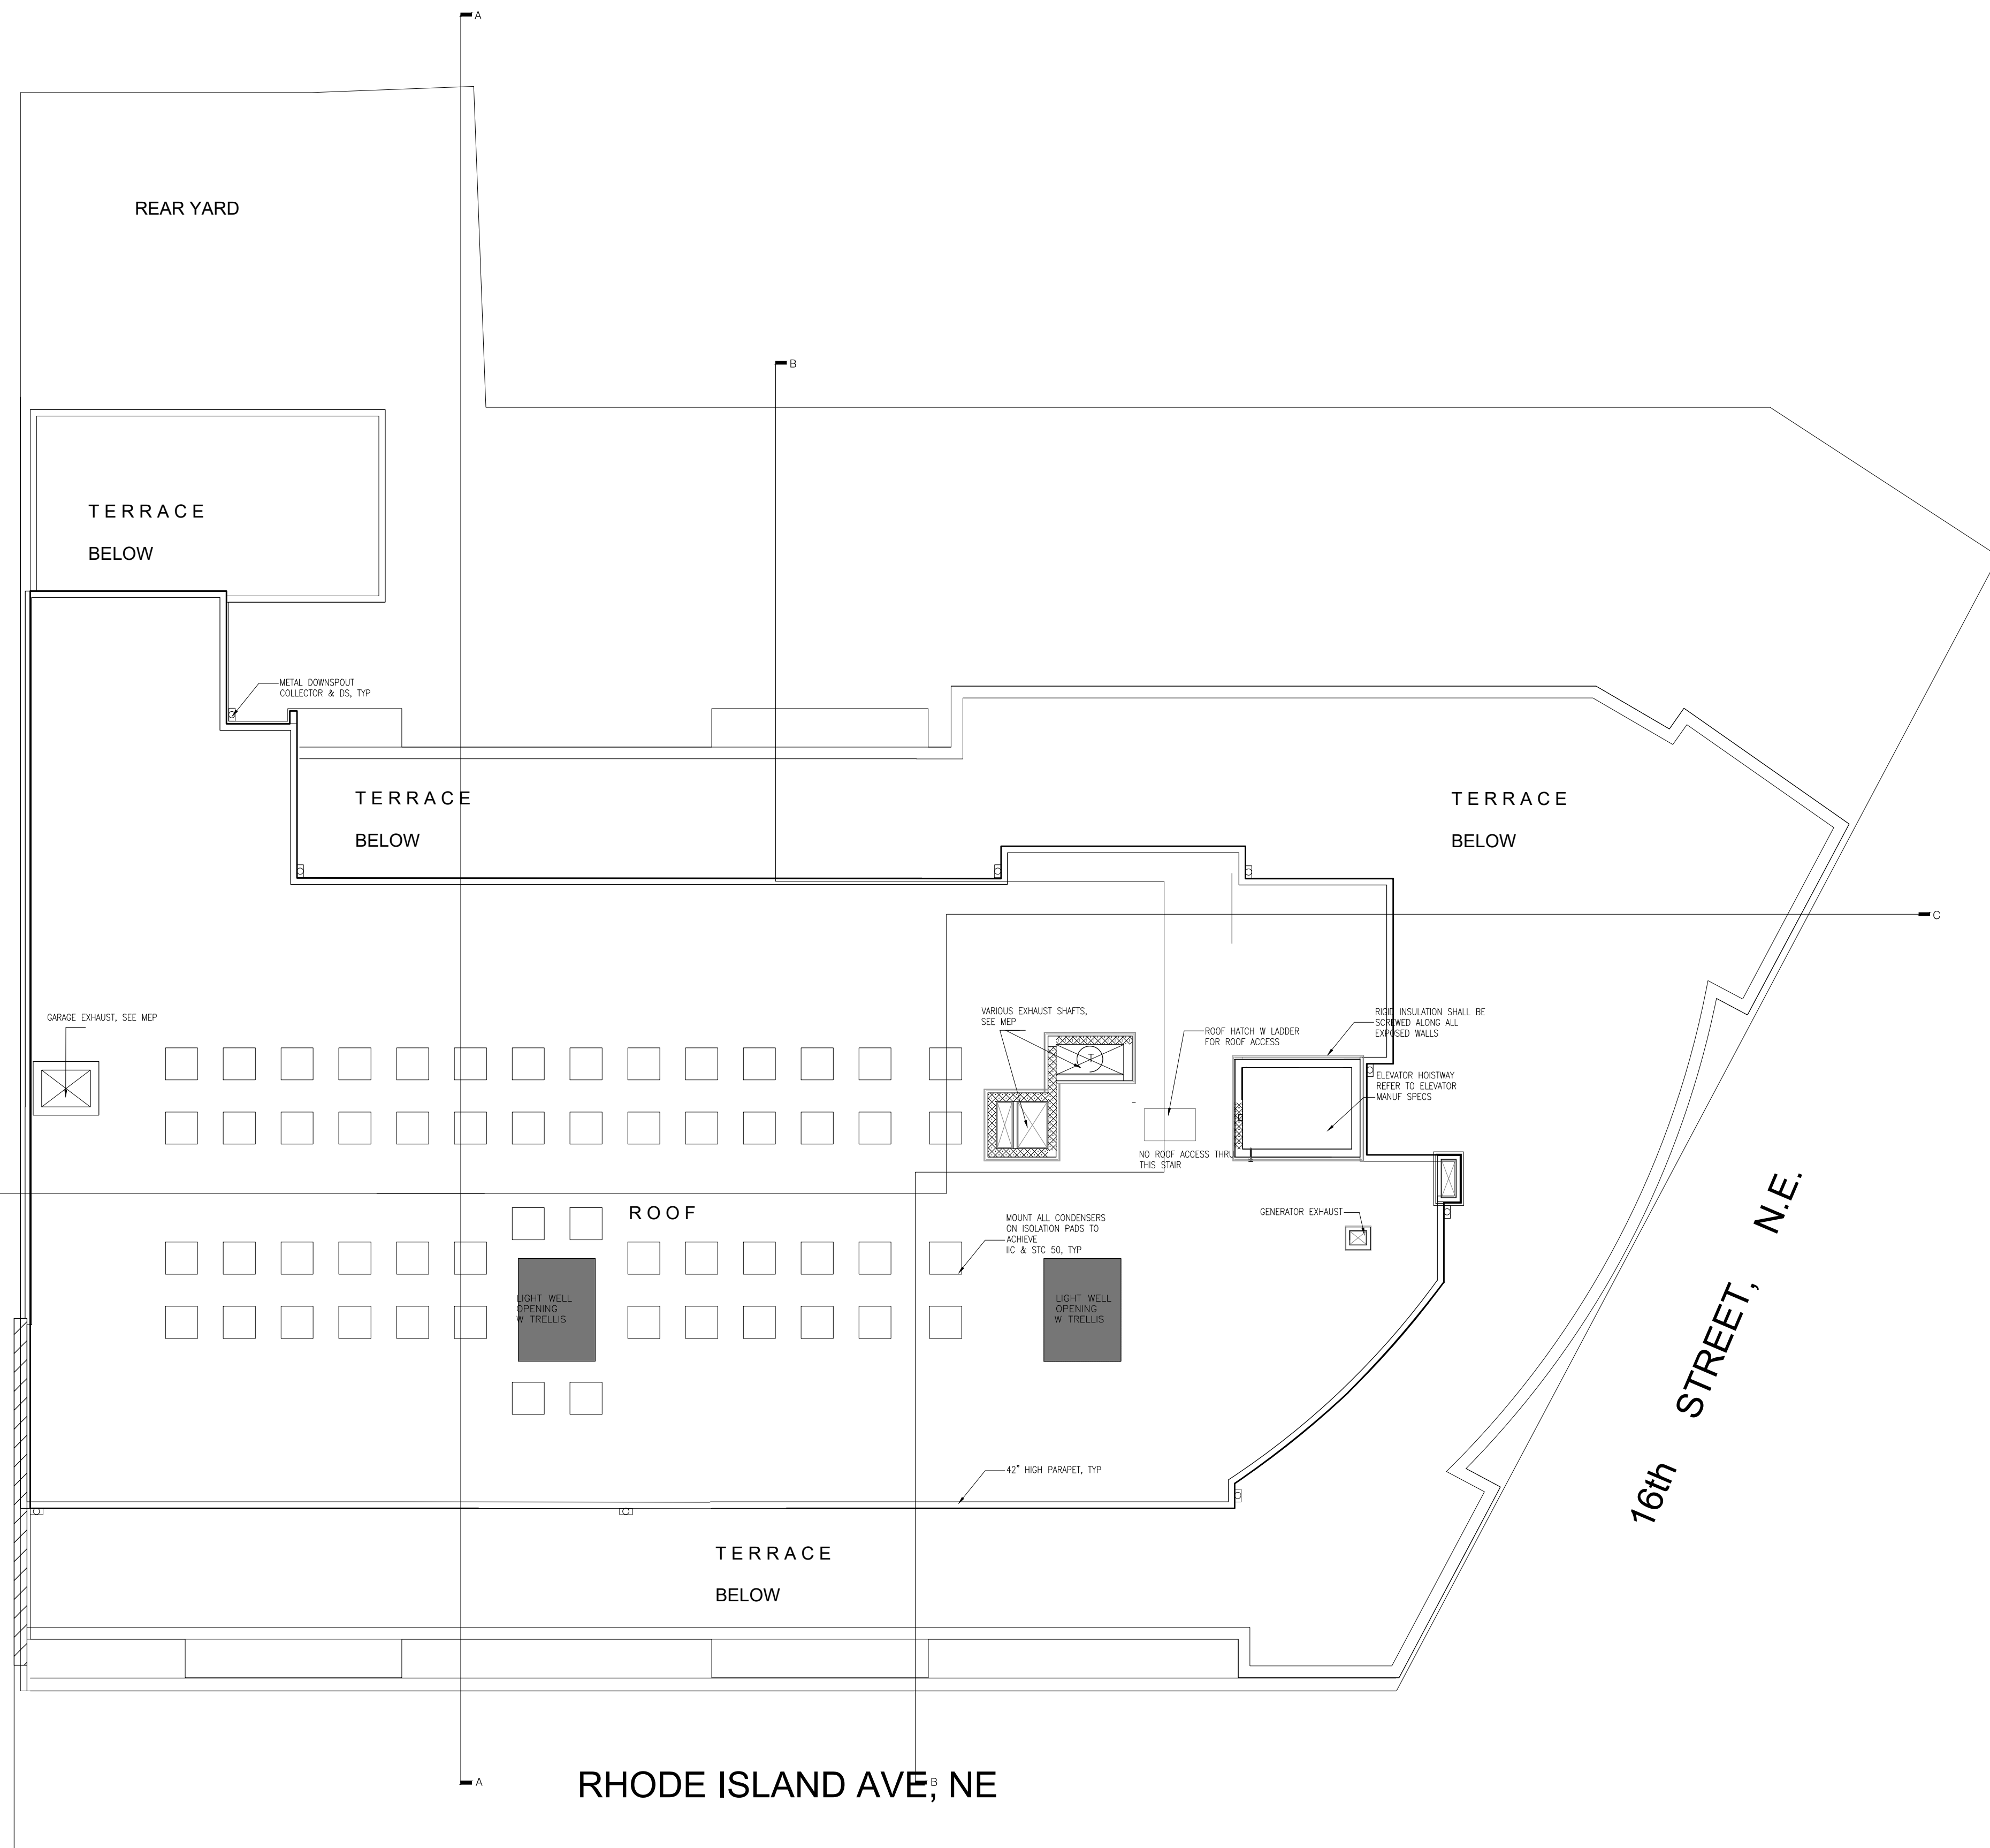 A
REAR YARD
B
TERRACE
BELOW
METAL DOWNSPOUT
COLLECTOR & DS, TYP
TERRACE
BELOW
TERRACE
BELOW
C
GARAGE EXHAUST, SEE MEP
VARIOUS EXHAUST SHAFTS,
SEE MEP
ROOF HATCH W LADDER
FOR ROOF ACCESS
RIGID INSULATION SHALL BE
SCREWED ALONG ALL
EXPOSED WALLS
T
ELEVATOR HOISTWAY
REFER TO ELEVATOR
MANUF SPECS
NO ROOF ACCESS THRU
THIS STAIR
ROOF
MOUNT ALL CONDENSERS
ON ISOLATION PADS TO
ACHIEVE
IIC & STC 50, TYP
GENERATOR EXHAUST
LIGHT WELL
OPENING
W TRELLIS
LIGHT WELL
OPENING
W TRELLIS
16th STREET, N.E.
42" HIGH PARAPET, TYP
TERRACE
BELOW
A
B
RHODE ISLAND AVE, NE